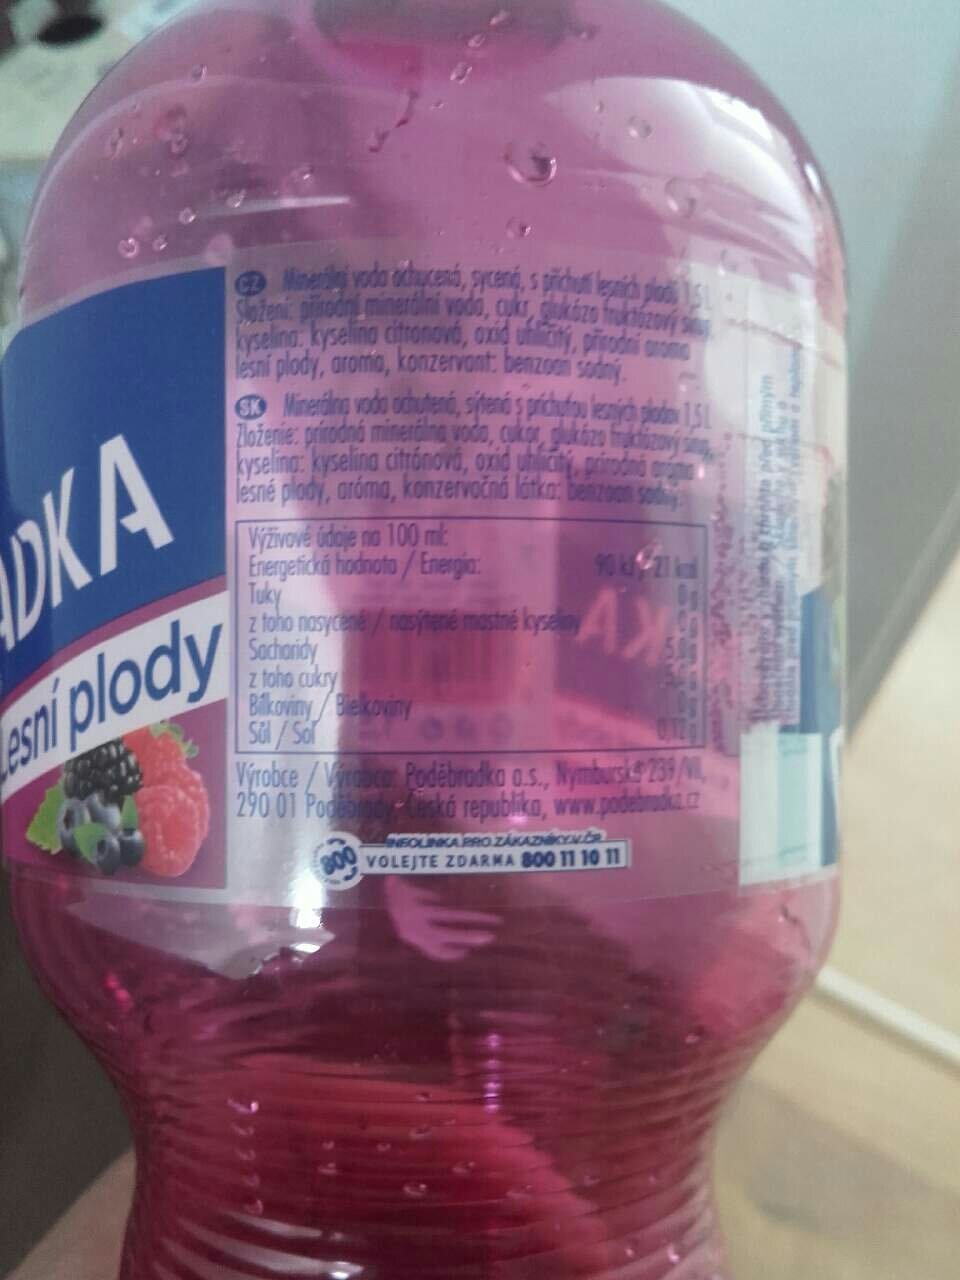 ADKA
Lesní plody
CZ Minerální voda ochucená, sycená, s příchutí lesních plodů 1,5L
Složení: přírodní minerální voda, cukr, glukózo fruktózový sirup,
kyselina: kyselina citronová, oxid uhličitý, přírodní aroma
lesní plody, aroma, konzervant: benzoan sodný.
SK Minerálna voda ochutená, sýtená s príchuťou lesných plodov 1,5L
Zloženie: prírodná minerálna voda, cukor, glukózo fruktózový sirup,
kyselina: kyselina citrónová, oxid uhličitý, prírodná aróma
lesné plody, aróma, konzervačná látka: benzoan sodný.
Výživové údaje na 100 ml:
Energetická hodnota / Energia: 90 kJ / 21 kcal
Tuky
z toho nasycené / nasýtené mastné kyseliny
Sacharidy
z toho cukry
Bílkoviny / Bielkoviny
Sůl / Soľ 0,12 g
Výrobce / Výrobca: Poděbradka a.s., Nymburská 239/VII,
290 01 Poděbrady, Česká republika, www.podebradka.cz
INFOLINKA PRO ZÁKAZNÍKY V ČR
800 VOLEJTE ZDARMA 800 11 10 11